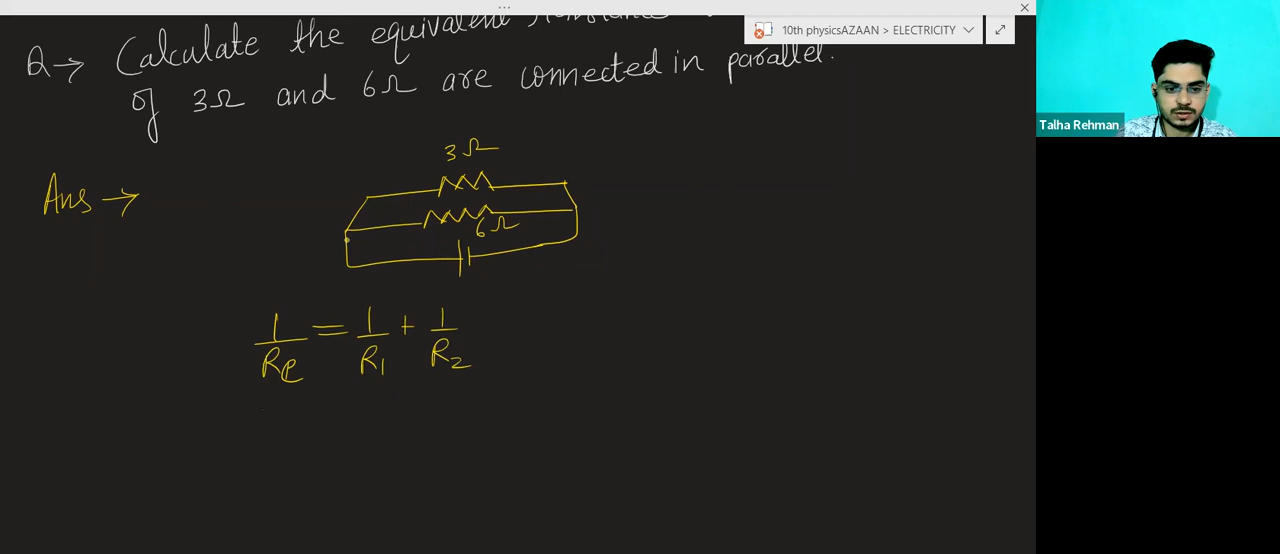 10th physicsAZAAN > ELECTRICITY
Q → Calculate the equivalent
of 3Ω and 6Ω are connected in parallel.
Talha Rehman
Ans →
3Ω
6Ω
1/Re = 1/R1 + 1/R2